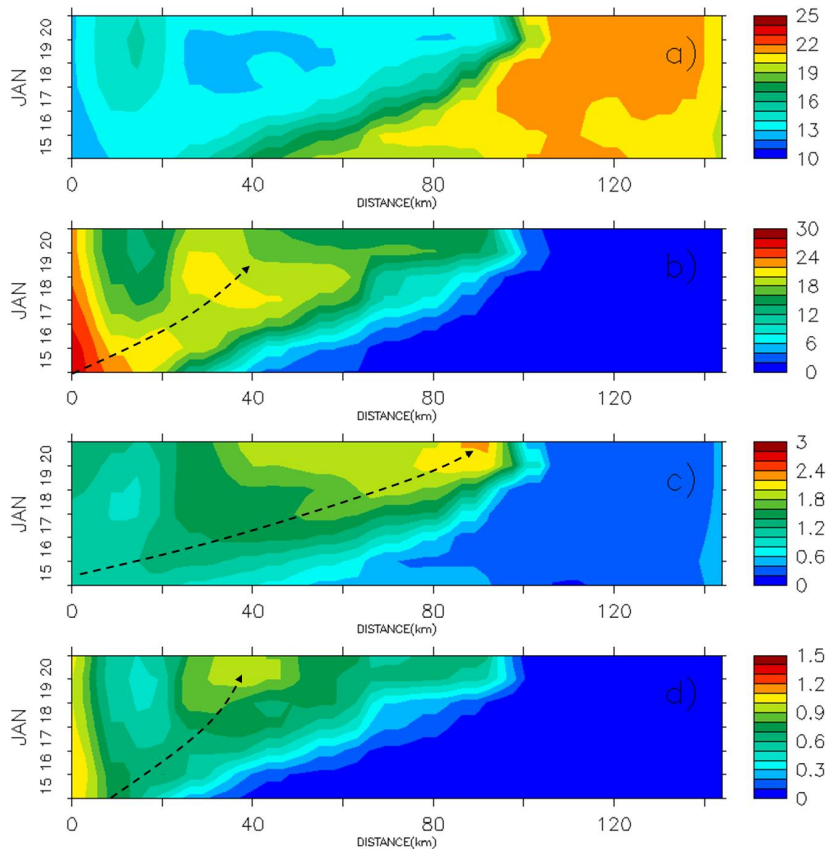 a)
JAN
15 16 17 18 19 20
0 40 80 120
DISTANCE(km)
25
22
19
16
13
10
b)
JAN
15 16 17 18 19 20
0 40 80 120
DISTANCE(km)
30
24
18
12
6
0
c)
JAN
15 16 17 18 19 20
0 40 80 120
DISTANCE(km)
3
2.4
1.8
1.2
0.6
0
d)
JAN
15 16 17 18 19 20
0 40 80 120
DISTANCE(km)
1.5
1.2
0.9
0.6
0.3
0